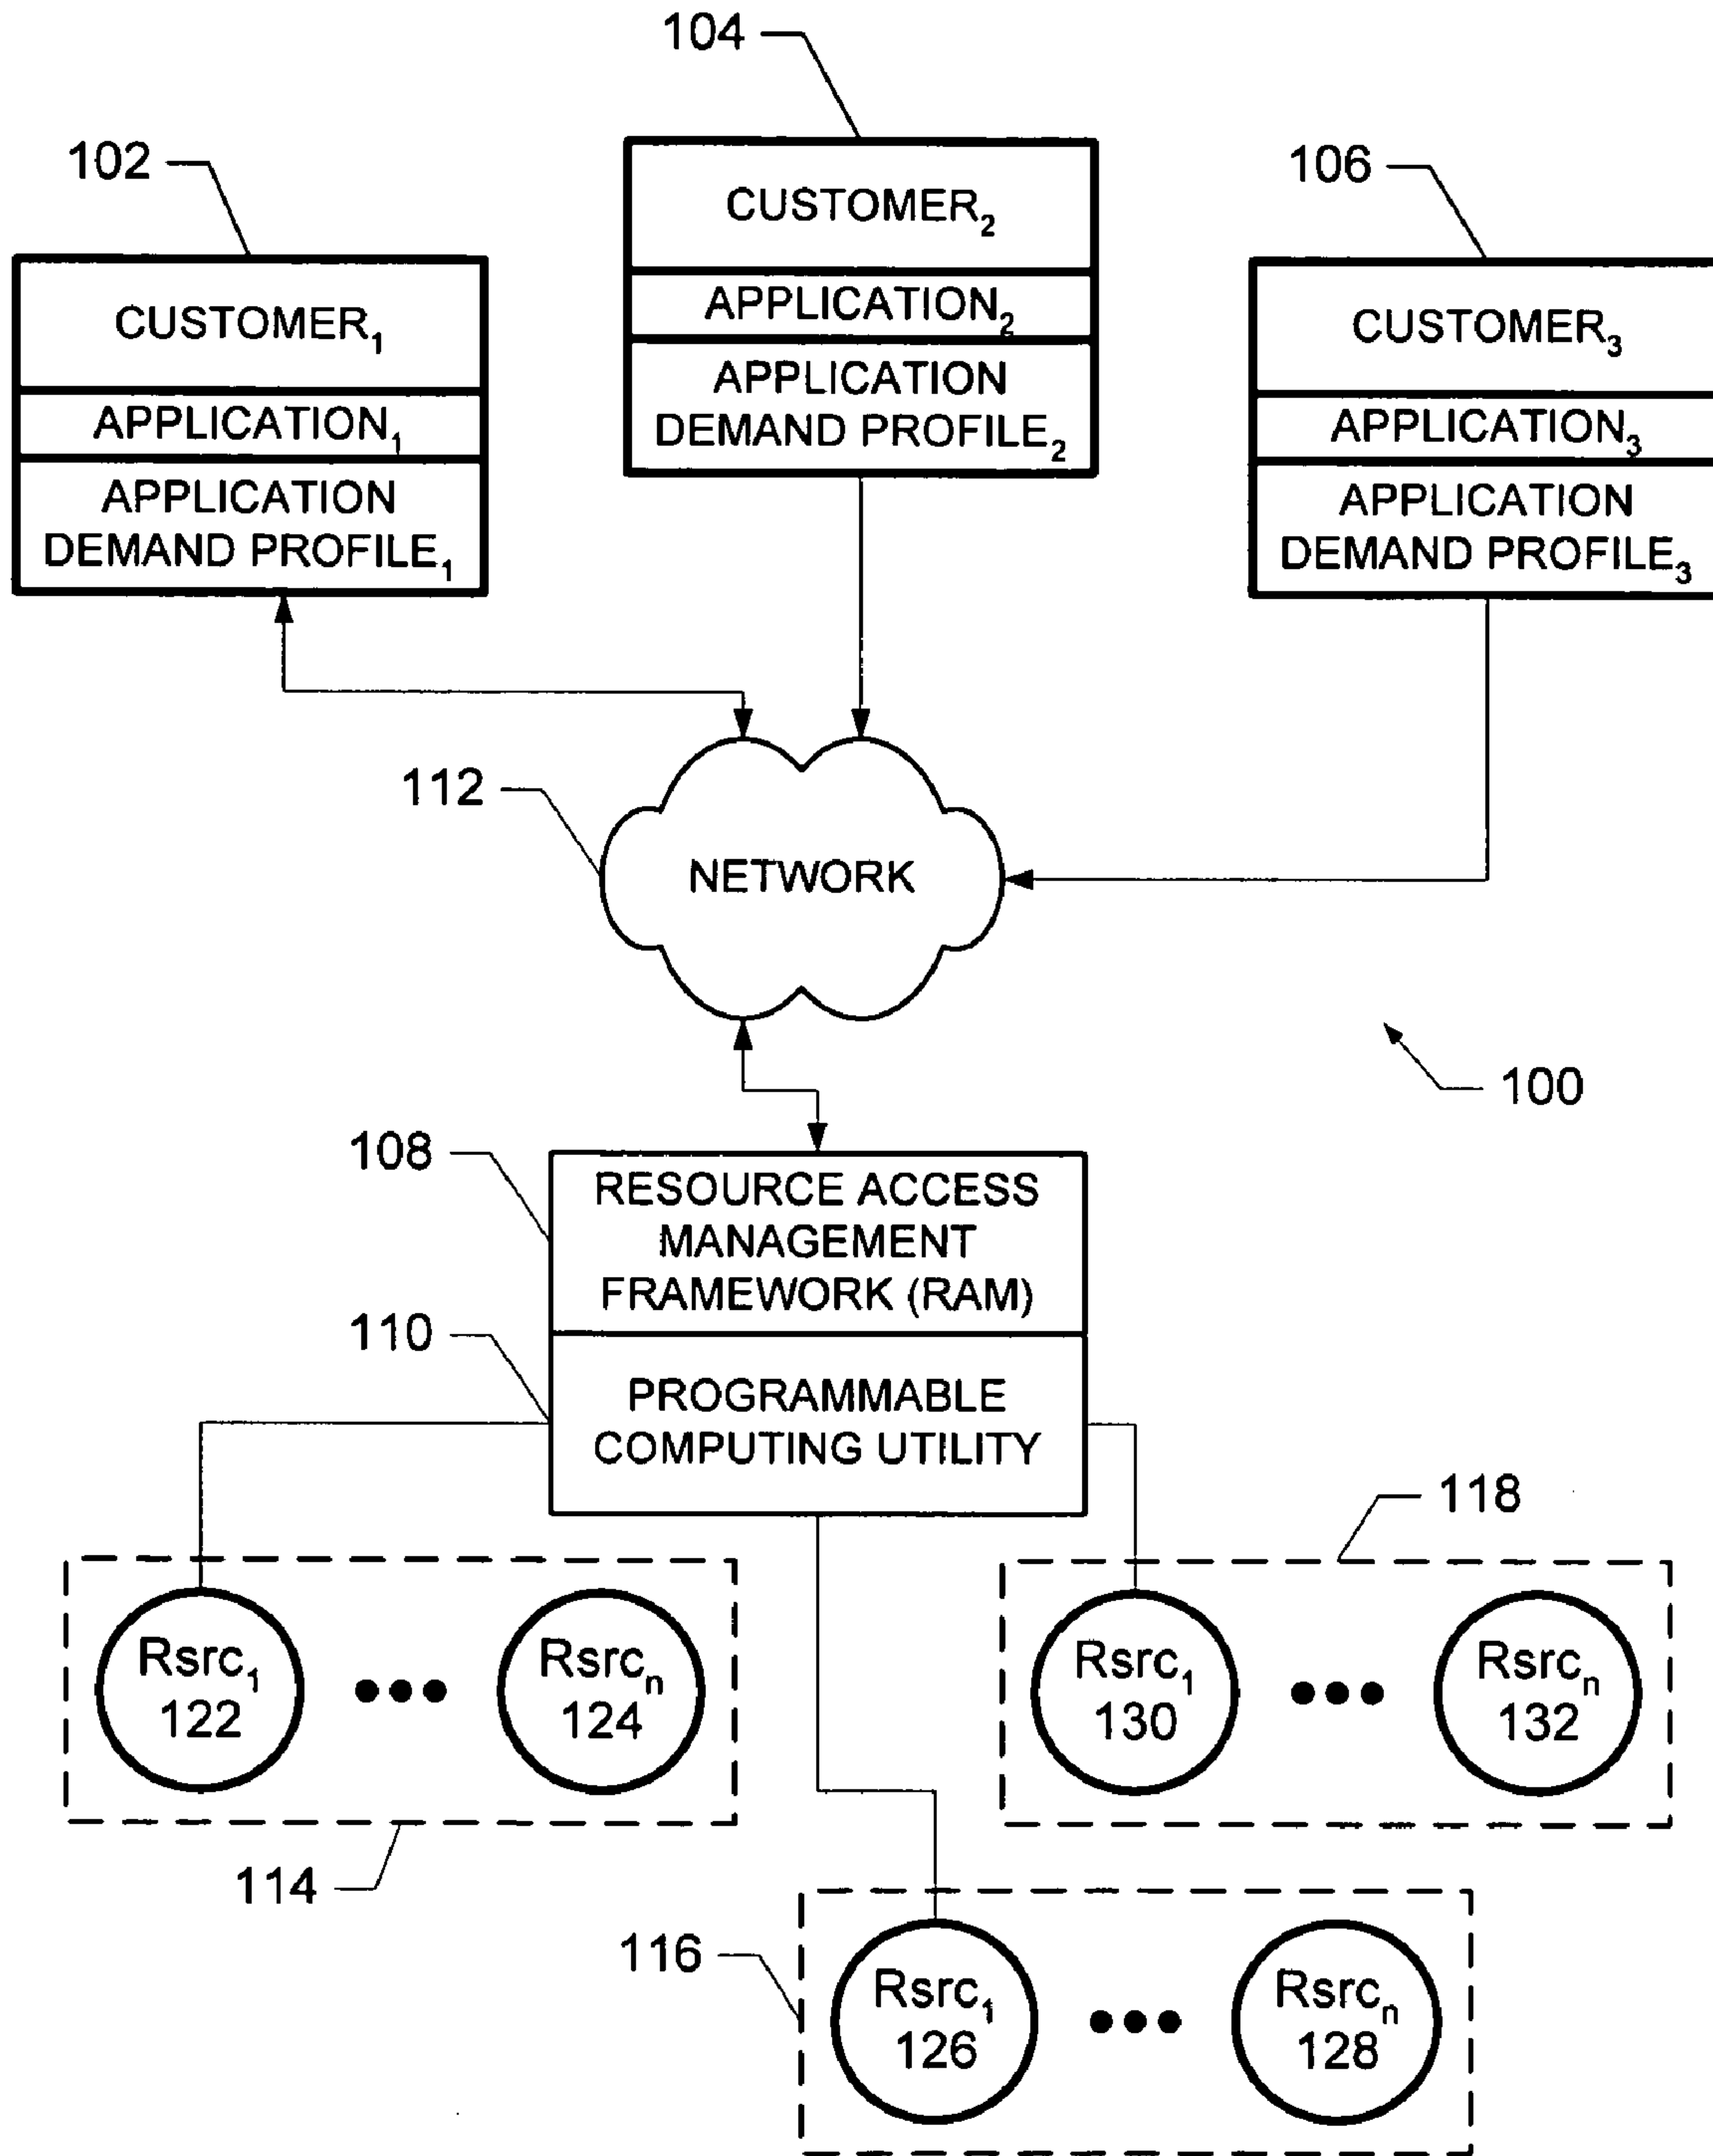 104
102
106
CUSTOMER₂
APPLICATION₂
APPLICATION
DEMAND PROFILE₂
CUSTOMER₁
APPLICATION₁
APPLICATION
DEMAND PROFILE₁
CUSTOMER₃
APPLICATION₃
APPLICATION
DEMAND PROFILE₃
112
NETWORK
100
108
RESOURCE ACCESS
MANAGEMENT
FRAMEWORK (RAM)
110
PROGRAMMABLE
COMPUTING UTILITY
118
Rsrc₁
122
Rsrcₙ
124
Rsrc₁
130
Rsrcₙ
132
114
116
Rsrc₁
126
Rsrcₙ
128